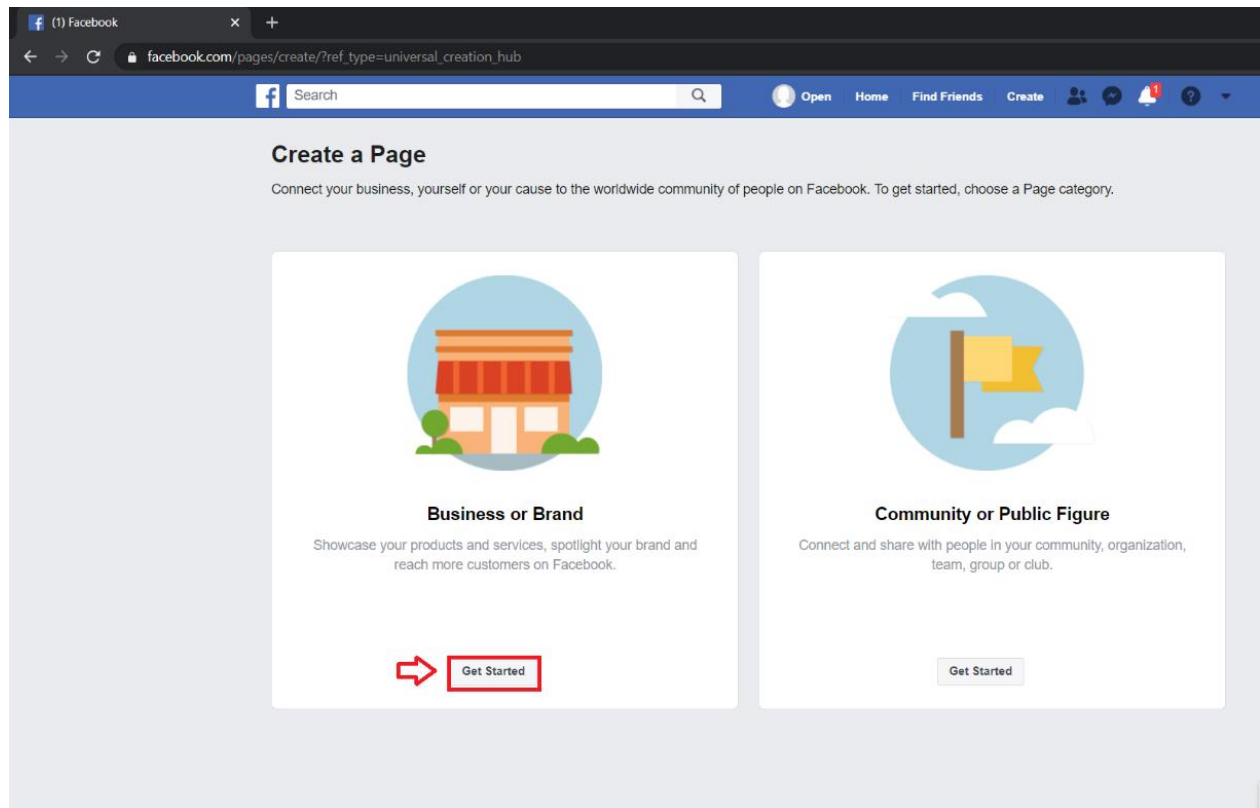 (1) Facebook
facebook.com/pages/create/?ref_type=universal_creation_hub
Search
Open Home Find Friends Create 1
Create a Page
Connect your business, yourself or your cause to the worldwide community of people on Facebook. To get started, choose a Page category.
Business or Brand
Showcase your products and services, spotlight your brand and
reach more customers on Facebook.
Get Started
Community or Public Figure
Connect and share with people in your community, organization,
team, group or club.
Get Started